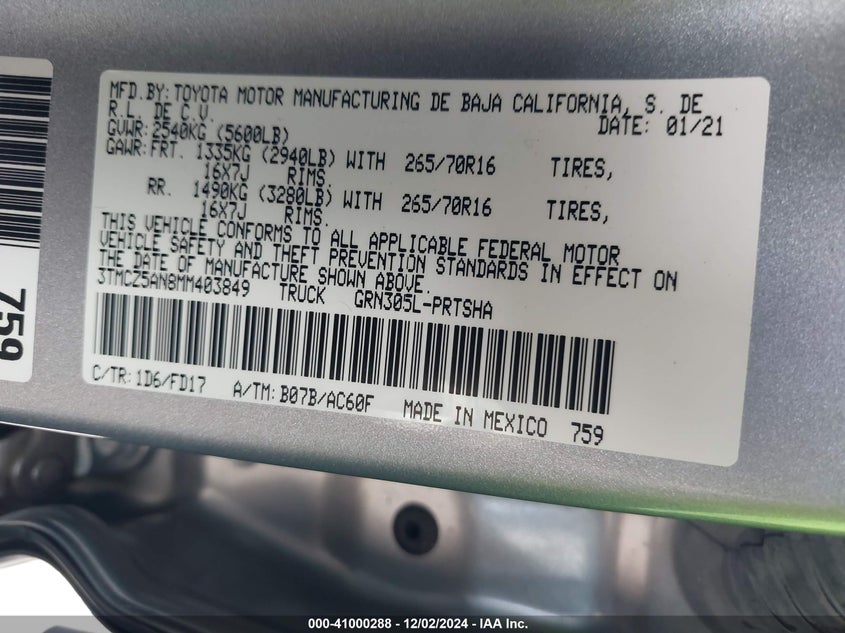 MFD.BY:TOYOTA MOTOR MANUFACTURING DE BAJA CALIFORNIA, S. DE
R.L. DE C.V. DATE: 01/21
GVWR:2540KG (5600LB)
GAWR:FRT. 1335KG (2940LB) WITH 265/70R16 TIRES,
16X7J RIMS.
RR. 1490KG (3280LB) WITH 265/70R16 TIRES,
16X7J RIMS.
THIS VEHICLE CONFORMS TO ALL APPLICABLE FEDERAL MOTOR
VEHICLE SAFETY AND THEFT PREVENTION STANDARDS IN EFFECT ON
THE DATE OF MANUFACTURE SHOWN ABOVE.
3TMCZ5AN8MM403849 TRUCK GRN305L-PRTSHA
C/TR:1D6/FD17 A/TM:B07B/AC60F MADE IN MEXICO 759
759
000-41000288 - 12/02/2024 - IAA Inc.